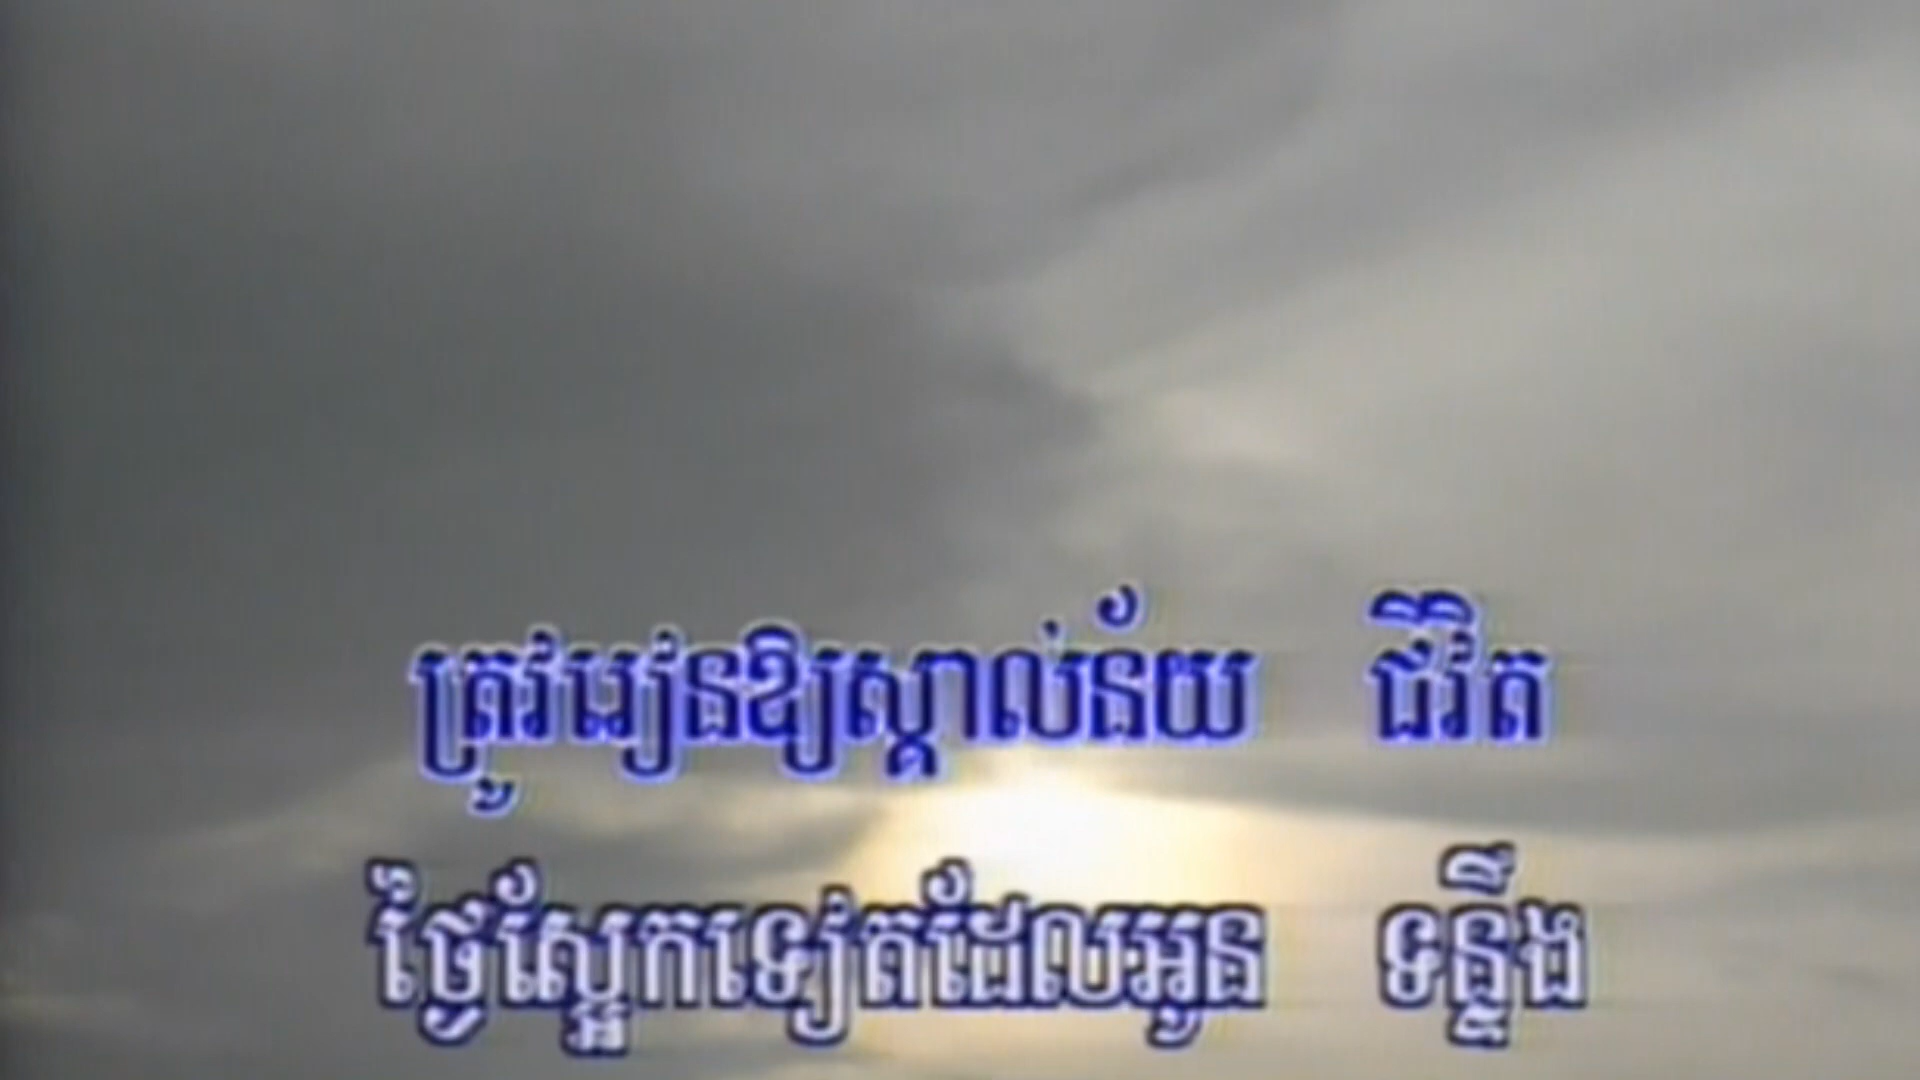 ត្រូវរៀនឱ្យស្គាល់ន័យ ជីវិត
ថ្ងៃស្អែកទៀតដែលអូន ទន្ទឹង